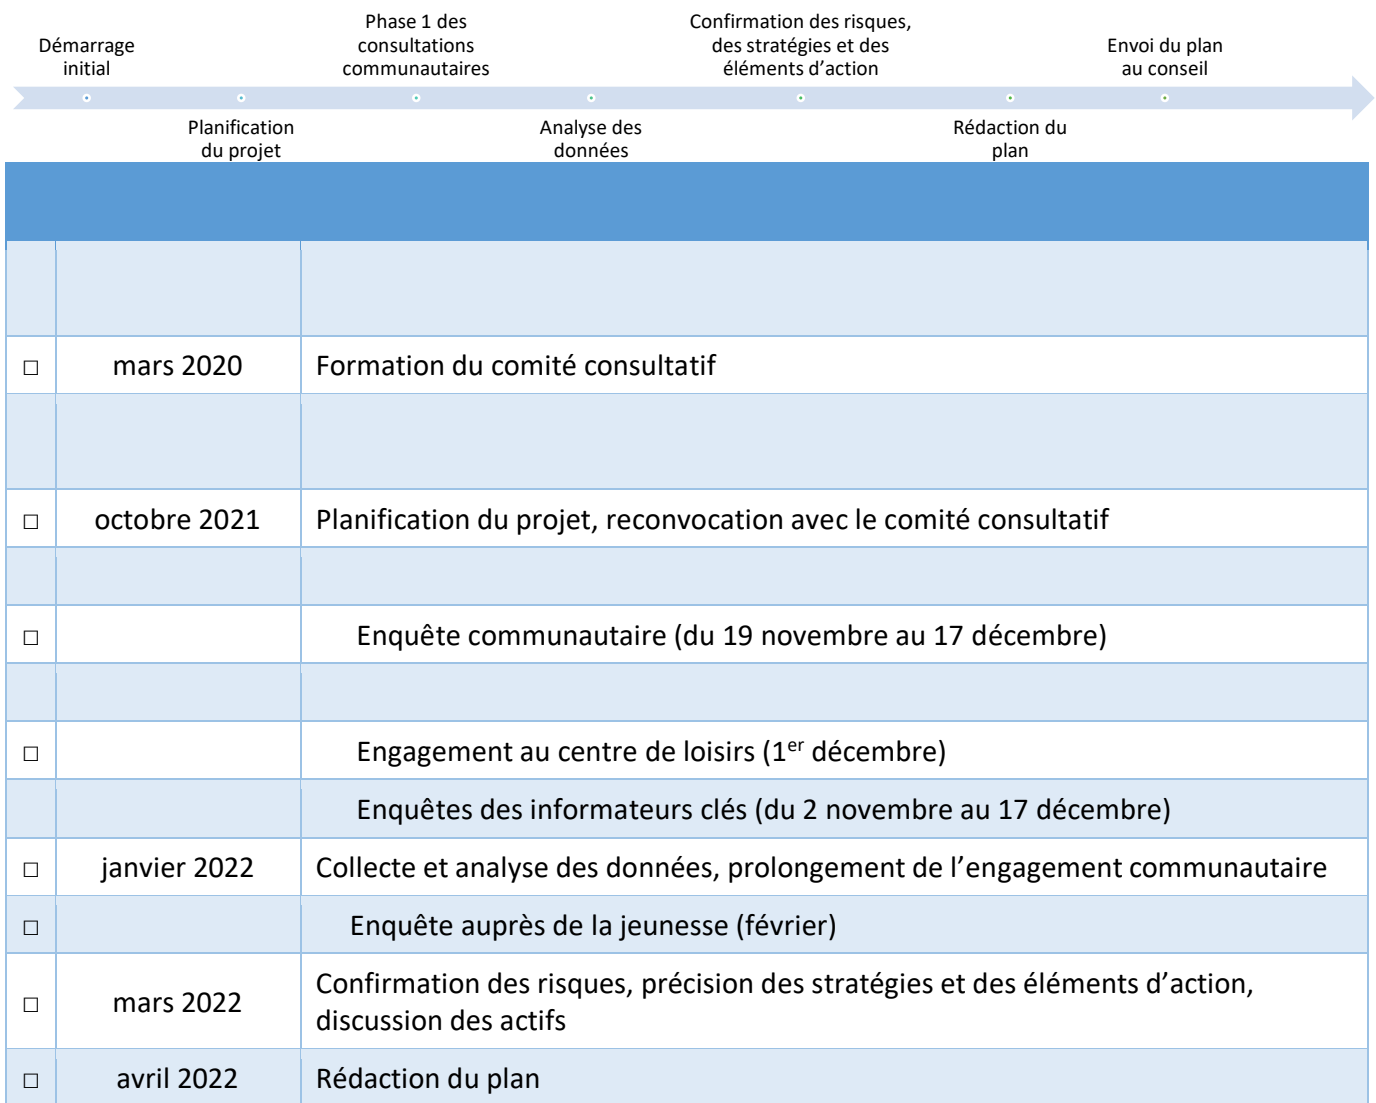 Démarrage
initial
Phase 1 des
consultations
communautaires
Confirmation des risques,
des stratégies et des
éléments d’action
Envoi du plan
au conseil
Planification
du projet
Analyse des
données
Rédaction du
plan
□ mars 2020 Formation du comité consultatif
□ octobre 2021 Planification du projet, reconvocation avec le comité consultatif
□ Enquête communautaire (du 19 novembre au 17 décembre)
□ Engagement au centre de loisirs (1er décembre)
Enquêtes des informateurs clés (du 2 novembre au 17 décembre)
□ janvier 2022 Collecte et analyse des données, prolongement de l’engagement communautaire
□ Enquête auprès de la jeunesse (février)
□ mars 2022 Confirmation des risques, précision des stratégies et des éléments d’action,
discussion des actifs
□ avril 2022 Rédaction du plan